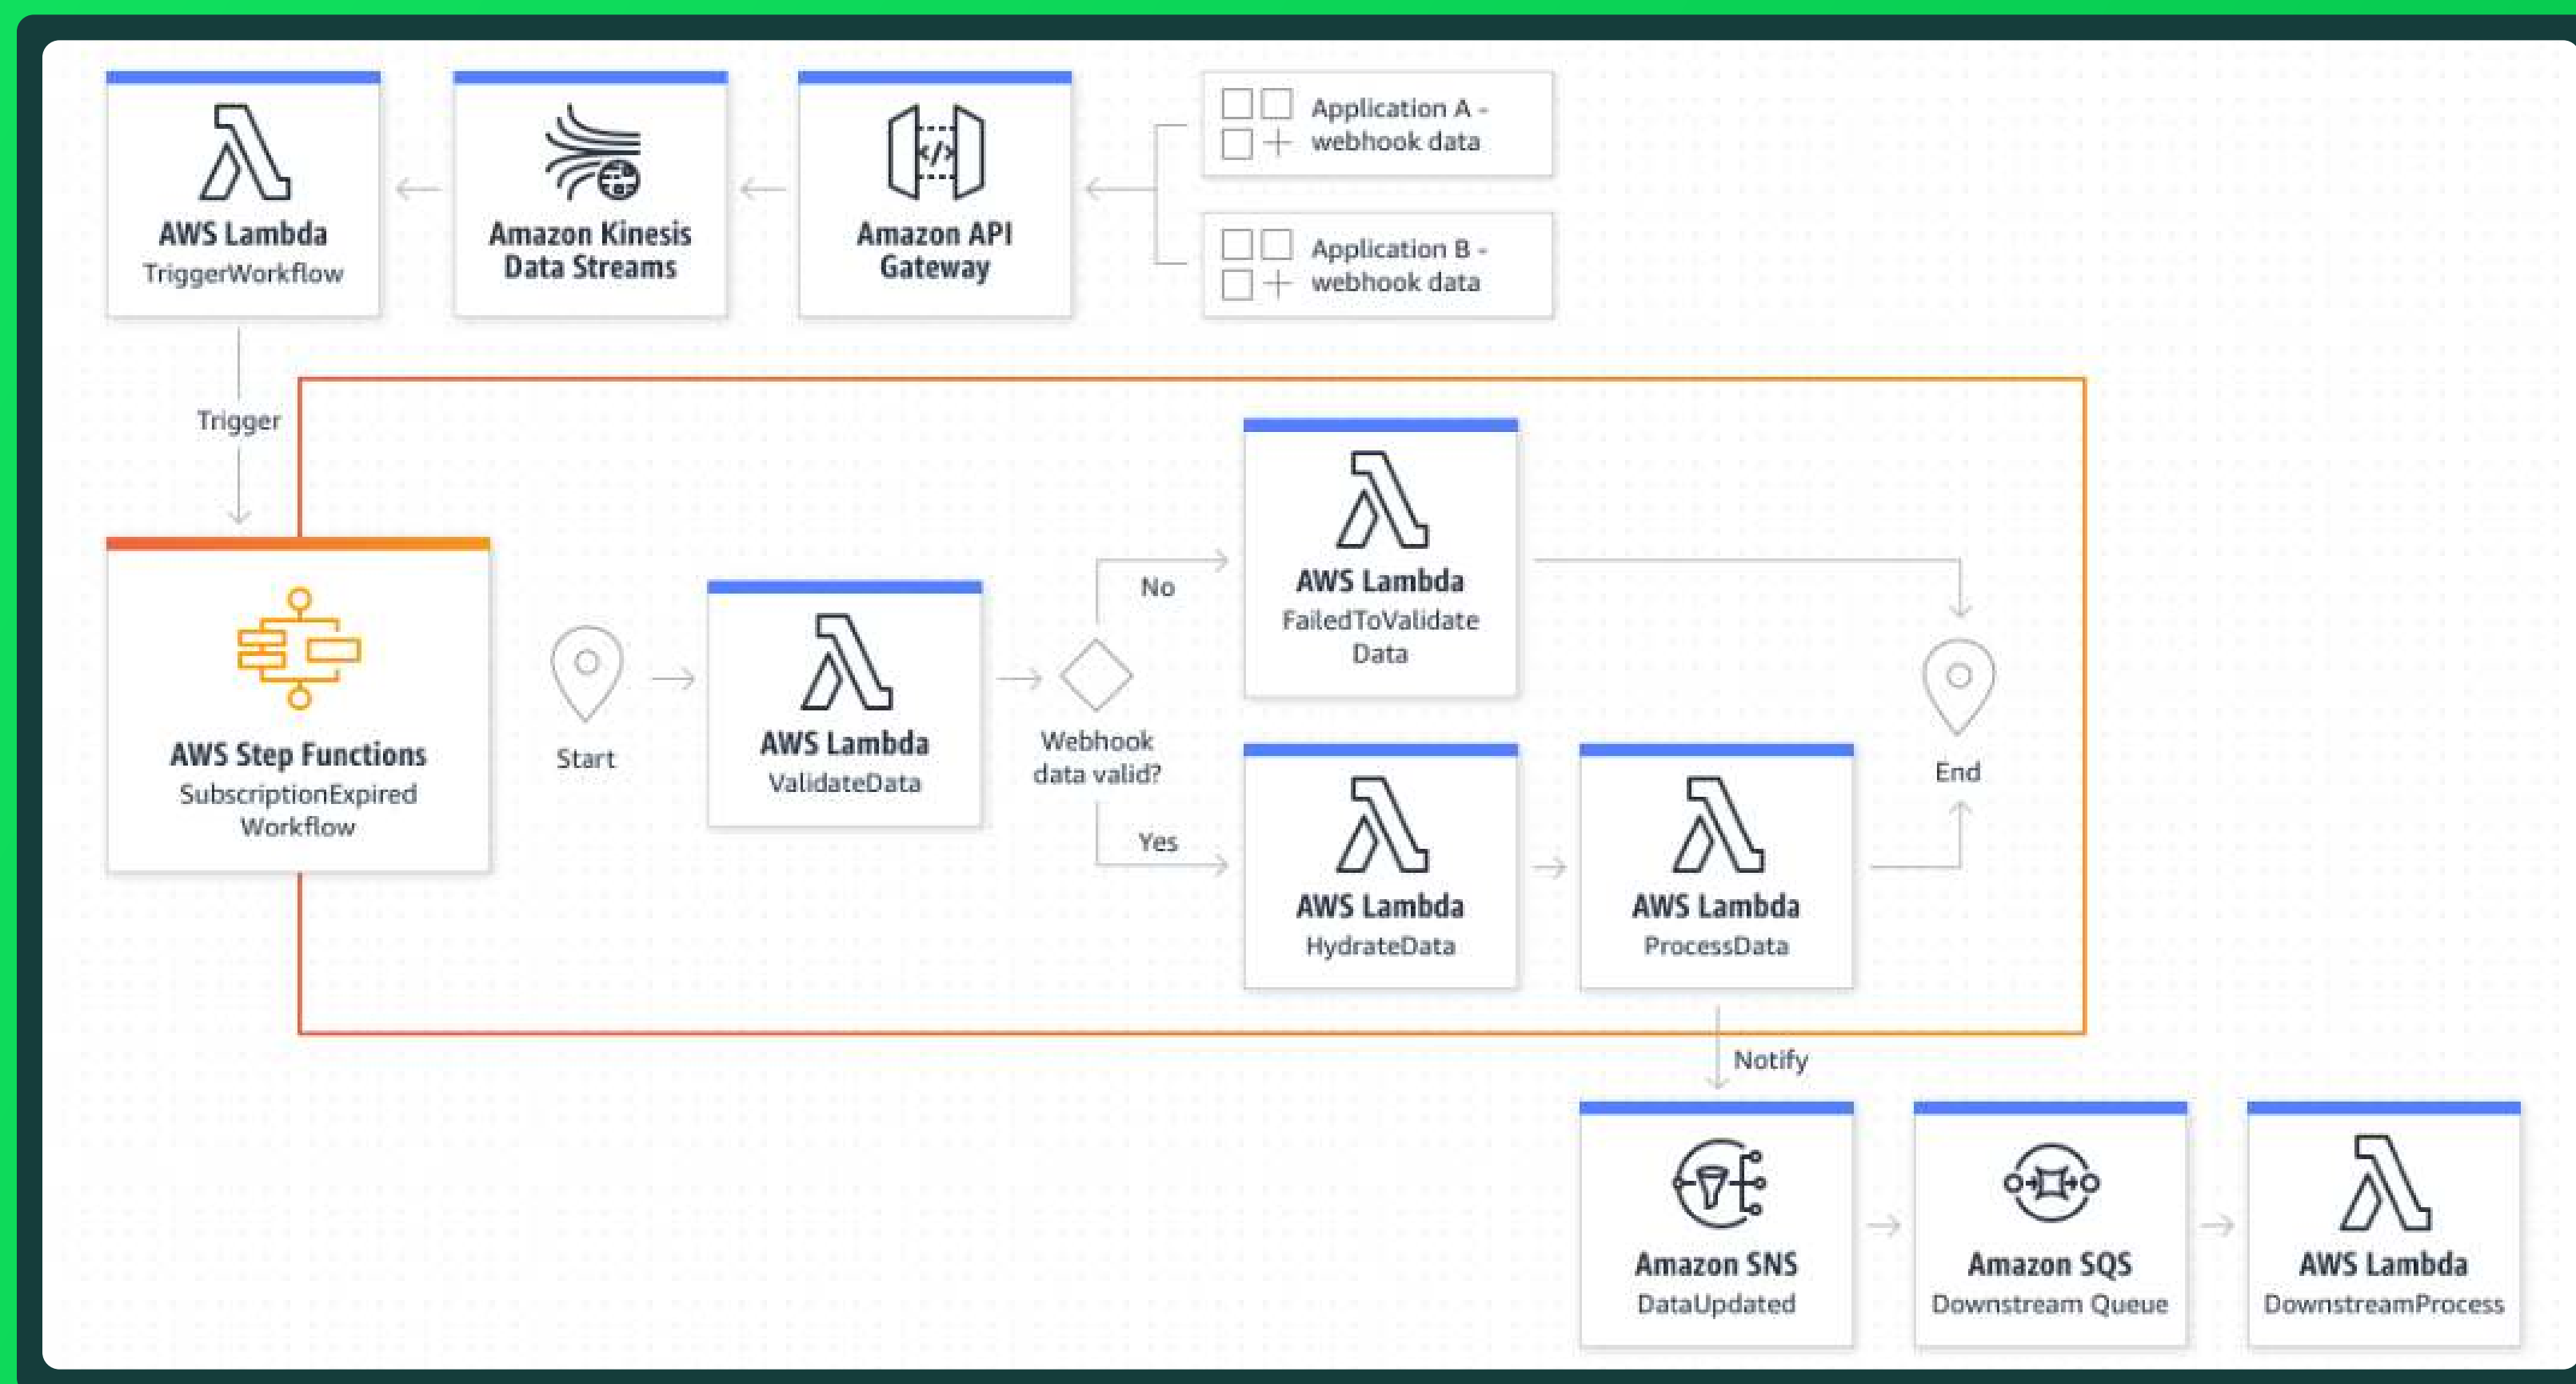 AWS Lambda
TriggerWorkflow
Amazon Kinesis
Data Streams
</>
Amazon API
Gateway
Application A -
webhook data
Application B -
webhook data
Trigger
AWS Step Functions
SubscriptionExpired
Workflow
Start
AWS Lambda
ValidateData
Webhook
data valid?
No
Yes
AWS Lambda
FailedToValidate
Data
AWS Lambda
HydrateData
AWS Lambda
ProcessData
End
Notify
Amazon SNS
DataUpdated
Amazon SQS
Downstream Queue
AWS Lambda
DownstreamProcess